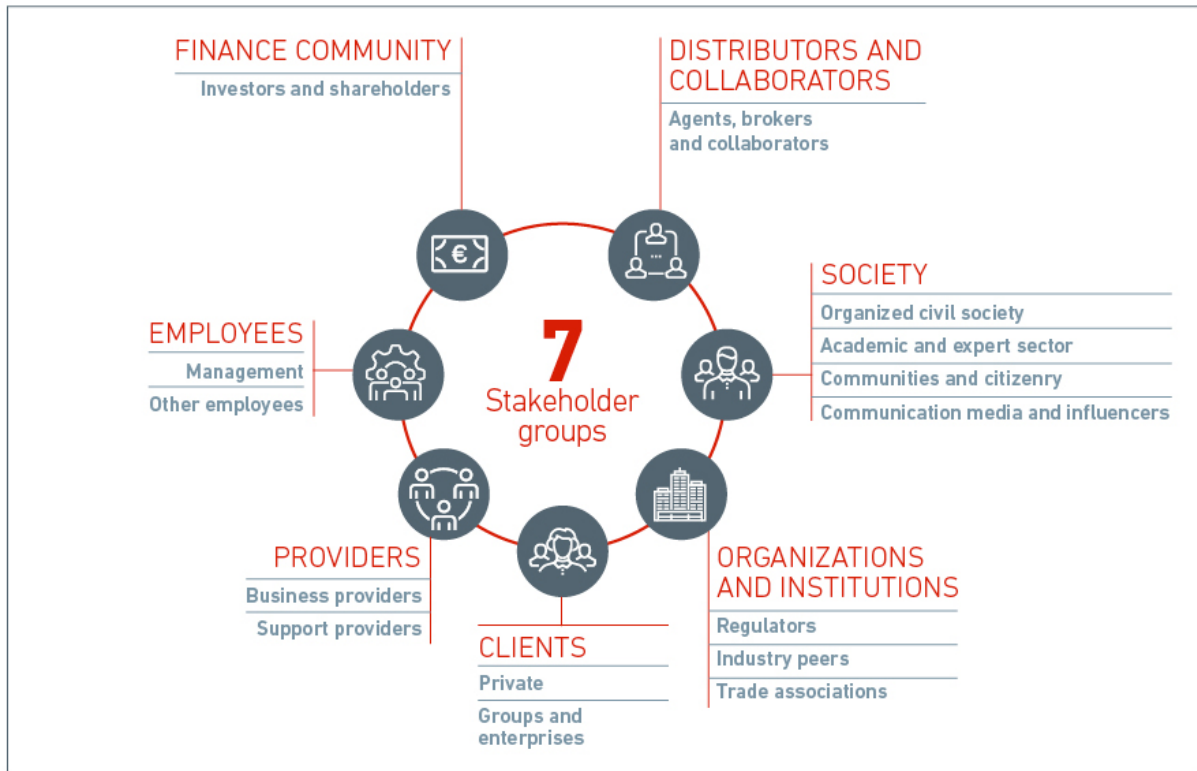 FINANCE COMMUNITY
Investors and shareholders
DISTRIBUTORS AND
COLLABORATORS
Agents, brokers
and collaborators
€
...
SOCIETY
Organized civil society
Academic and expert sector
Communities and citizenry
Communication media and influencers
EMPLOYEES
Management
Other employees
7
Stakeholder
groups
PROVIDERS
Business providers
Support providers
CLIENTS
Private
Groups and
enterprises
ORGANIZATIONS
AND INSTITUTIONS
Regulators
Industry peers
Trade associations